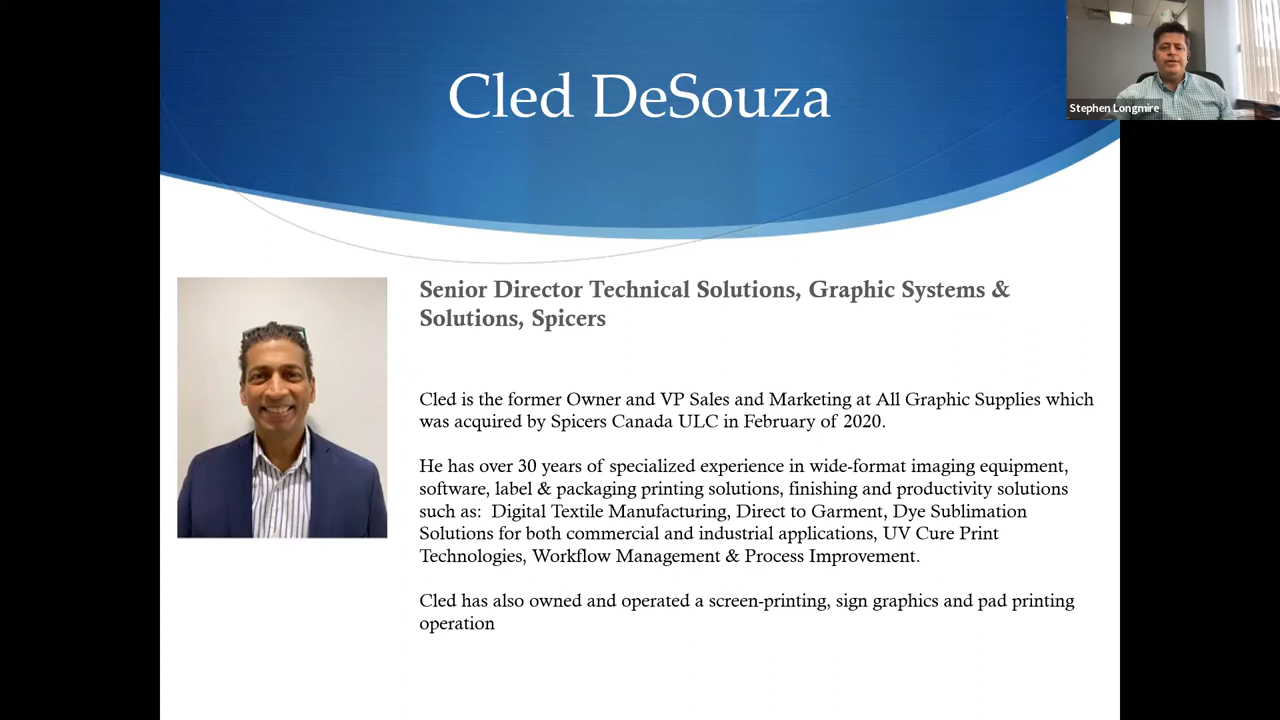 Cled DeSouza
Stephen Longmire
Senior Director Technical Solutions, Graphic Systems &
Solutions, Spicers
Cled is the former Owner and VP Sales and Marketing at All Graphic Supplies which
was acquired by Spicers Canada ULC in February of 2020.
He has over 30 years of specialized experience in wide-format imaging equipment,
software, label & packaging printing solutions, finishing and productivity solutions
such as:  Digital Textile Manufacturing, Direct to Garment, Dye Sublimation
Solutions for both commercial and industrial applications, UV Cure Print
Technologies, Workflow Management & Process Improvement.
Cled has also owned and operated a screen-printing, sign graphics and pad printing
operation